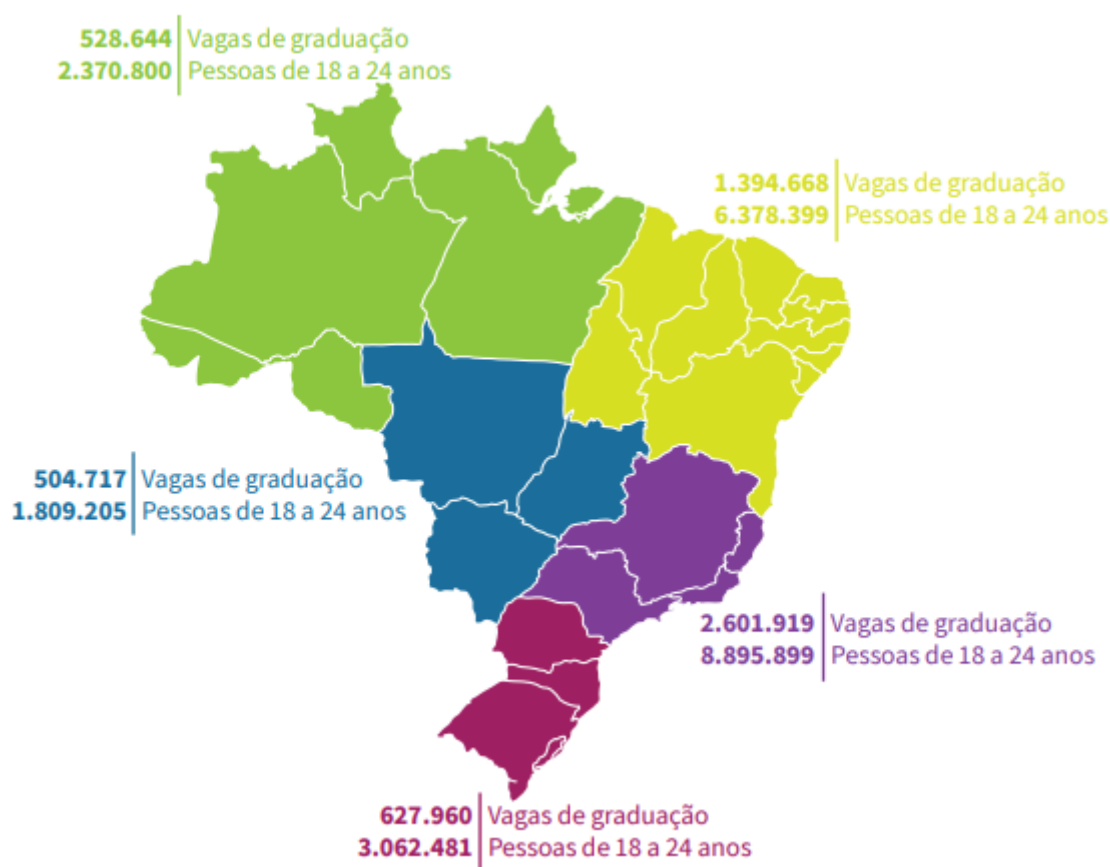 528.644 Vagas de graduação
2.370.800 Pessoas de 18 a 24 anos
1.394.668 Vagas de graduação
6.378.399 Pessoas de 18 a 24 anos
504.717 Vagas de graduação
1.809.205 Pessoas de 18 a 24 anos
2.601.919 Vagas de graduação
8.895.899 Pessoas de 18 a 24 anos
627.960 Vagas de graduação
3.062.481 Pessoas de 18 a 24 anos